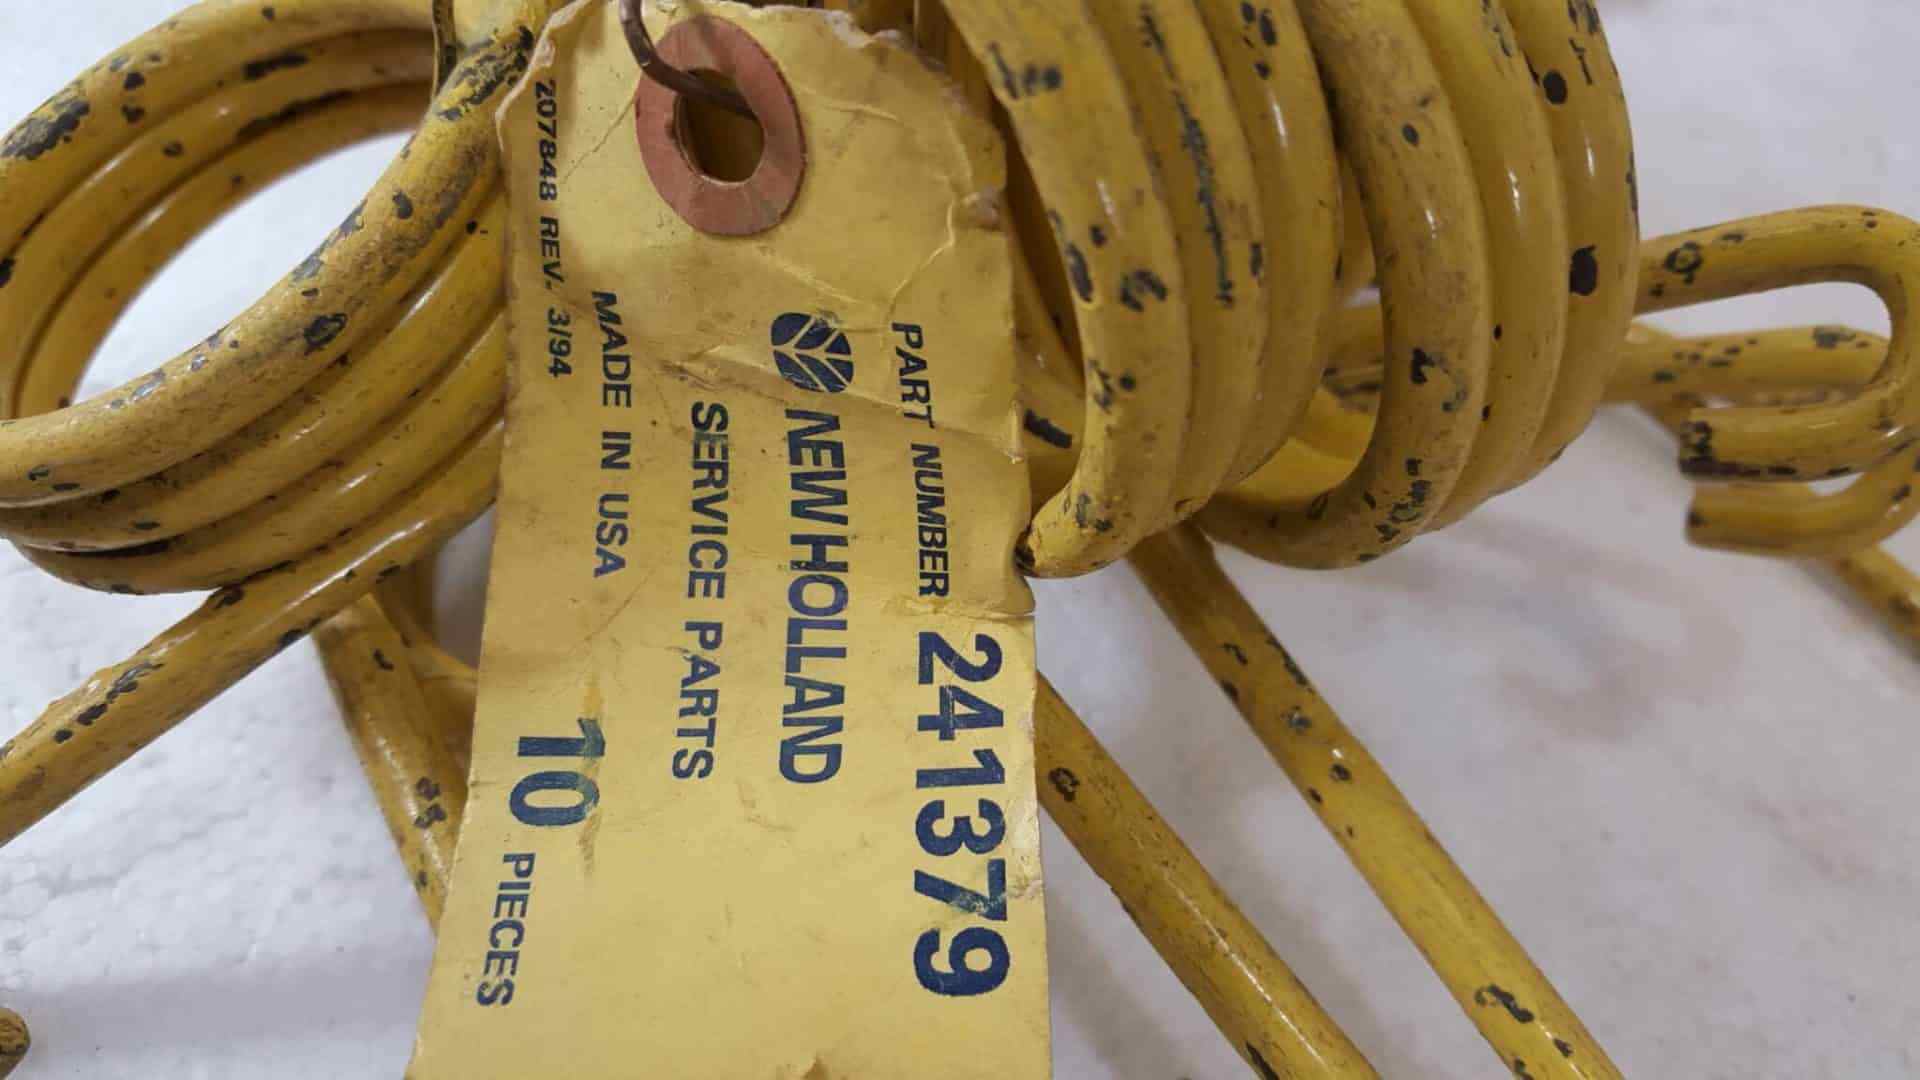 PART NUMBER 241379
NEW HOLLAND
SERVICE PARTS
MADE IN USA
10 PIECES
207848 REV. 3/94